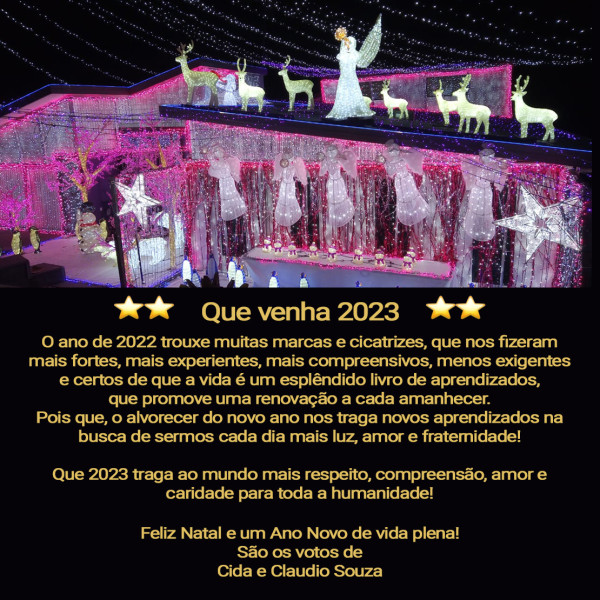 Que venha 2023
O ano de 2022 trouxe muitas marcas e cicatrizes, que nos fizeram
mais fortes, mais experientes, mais compreensivos, menos exigentes
e certos de que a vida é um esplêndido livro de aprendizados,
que promove uma renovação a cada amanhecer.
Pois que, o alvorecer do novo ano nos traga novos aprendizados na
busca de sermos cada dia mais luz, amor e fraternidade!
Que 2023 traga ao mundo mais respeito, compreensão, amor e
caridade para toda a humanidade!
Feliz Natal e um Ano Novo de vida plena!
São os votos de
Cida e Claudio Souza